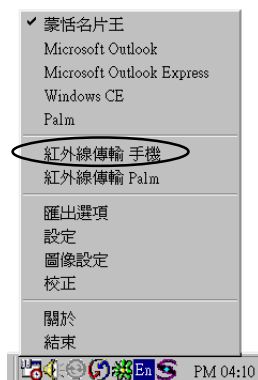 蒙恬名片王
Microsoft Outlook
Microsoft Outlook Express
Windows CE
Palm
紅外線傳輸 手機
紅外線傳輸 Palm
匯出選項
設定
圖像設定
校正
關於
結束
En
PM 04:10